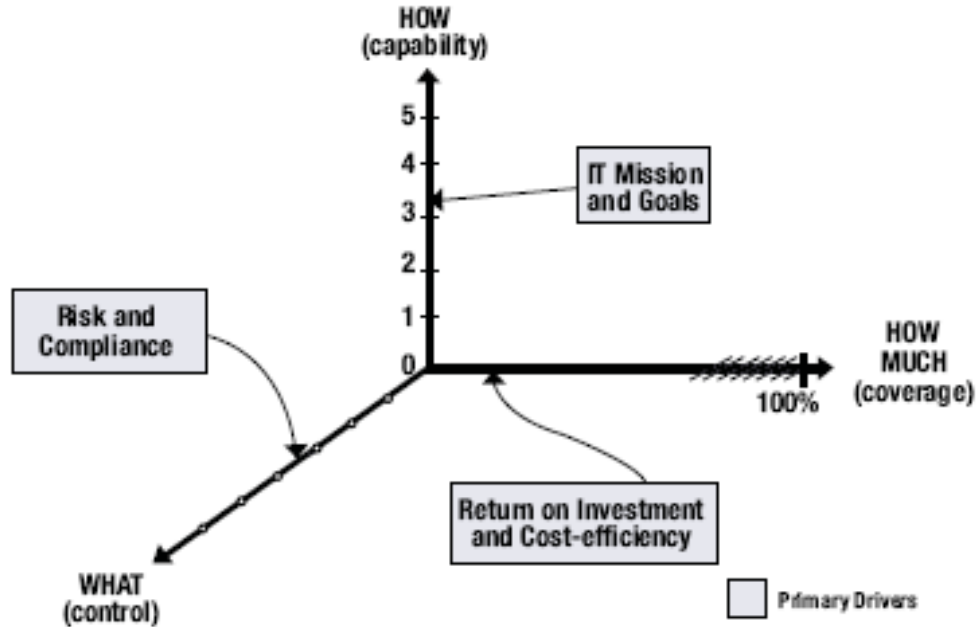 HOW
(capability)
5
4
3
2
1
0
IT Mission
and Goals
Risk and
Compliance
HOW
MUCH
(coverage)
100%
Return on Investment
and Cost-efficiency
WHAT
(control)
Primary Drivers